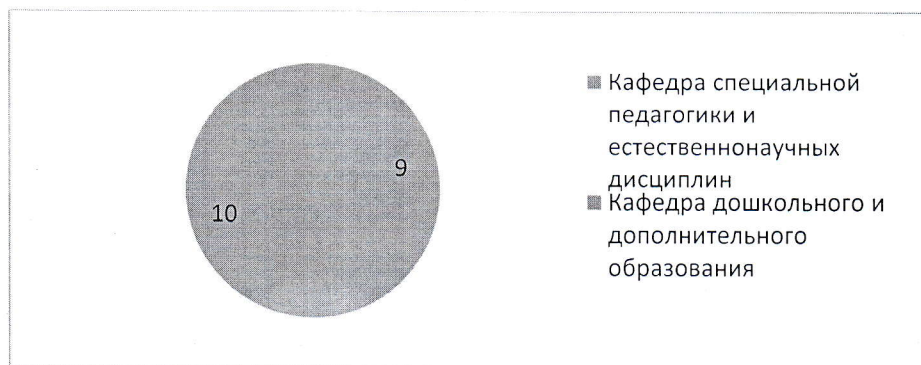 9
10
Кафедра специальной
педагогики и
естественнонаучных
дисциплин
Кафедра дошкольного и
дополнительного
образования